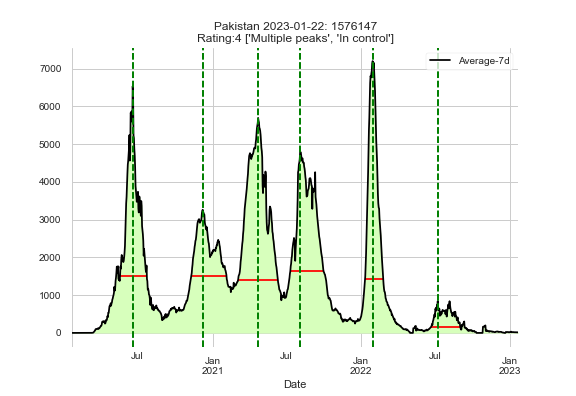 Pakistan 2023-01-22: 1576147
Rating:4 ['Multiple peaks', 'In control']
Average-7d
7000
6000
5000
4000
3000
2000
1000
0
Jul
Jan
2021
Jul
Jan
2022
Jul
Jan
2023
Date